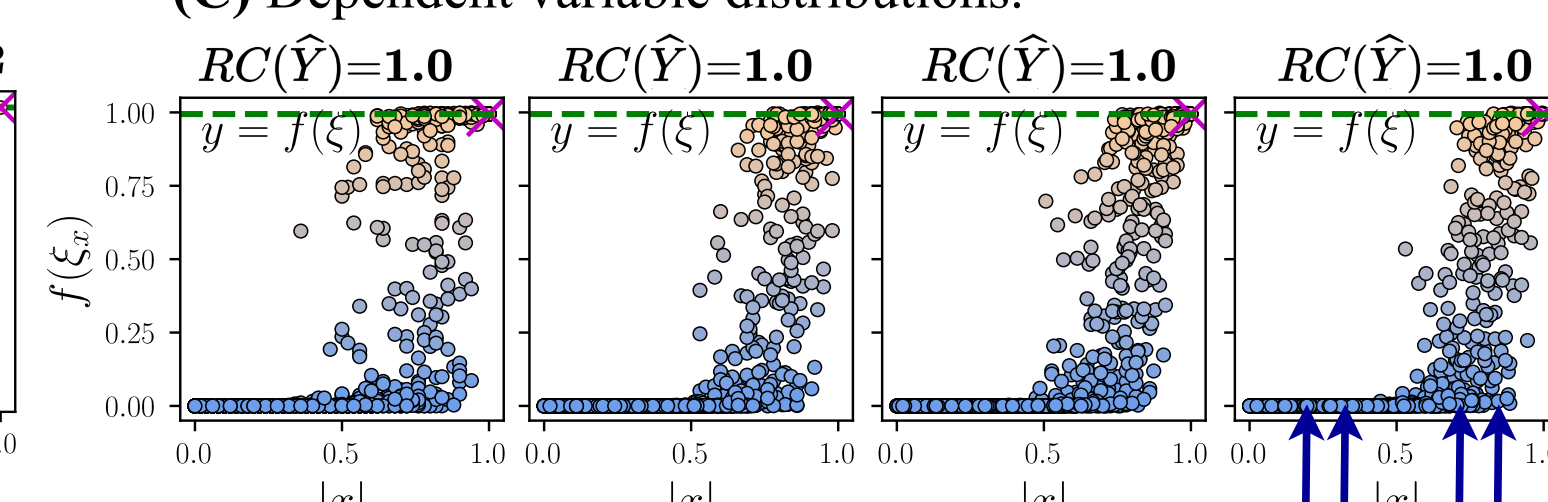 (C) Dependent variable distributions.
RC(Ŷ)=1.0 RC(Ŷ)=1.0 RC(Ŷ)=1.0 RC(Ŷ)=1.0
1.00
y = f(ξ) y = f(ξ) y = f(ξ) y = f(ξ)
0.75
0.50
0.25
0.00
f(ξₓ)
0.0 0.5 1.0 0.0 0.5 1.0 0.0 0.5 1.0 0.0 0.5 1.
|x| |x| |x| |x|